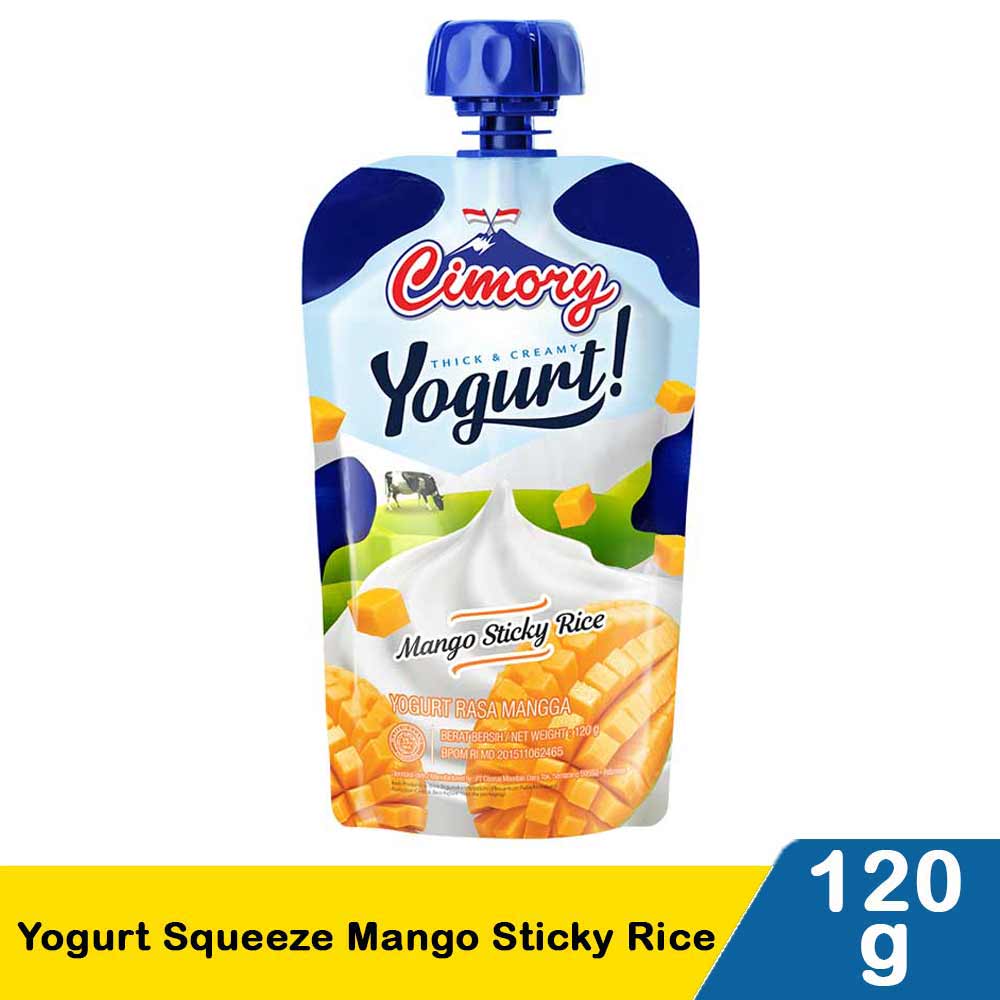 Cimory
THICK & CREAMY
Yogurt!
Mango Sticky Rice
YOGURT RASA MANGGA
BERAT BERSIH / NET WEIGHT : 120 g
BPOM RI MD 201511062465
Yogurt Squeeze Mango Sticky Rice
120
g